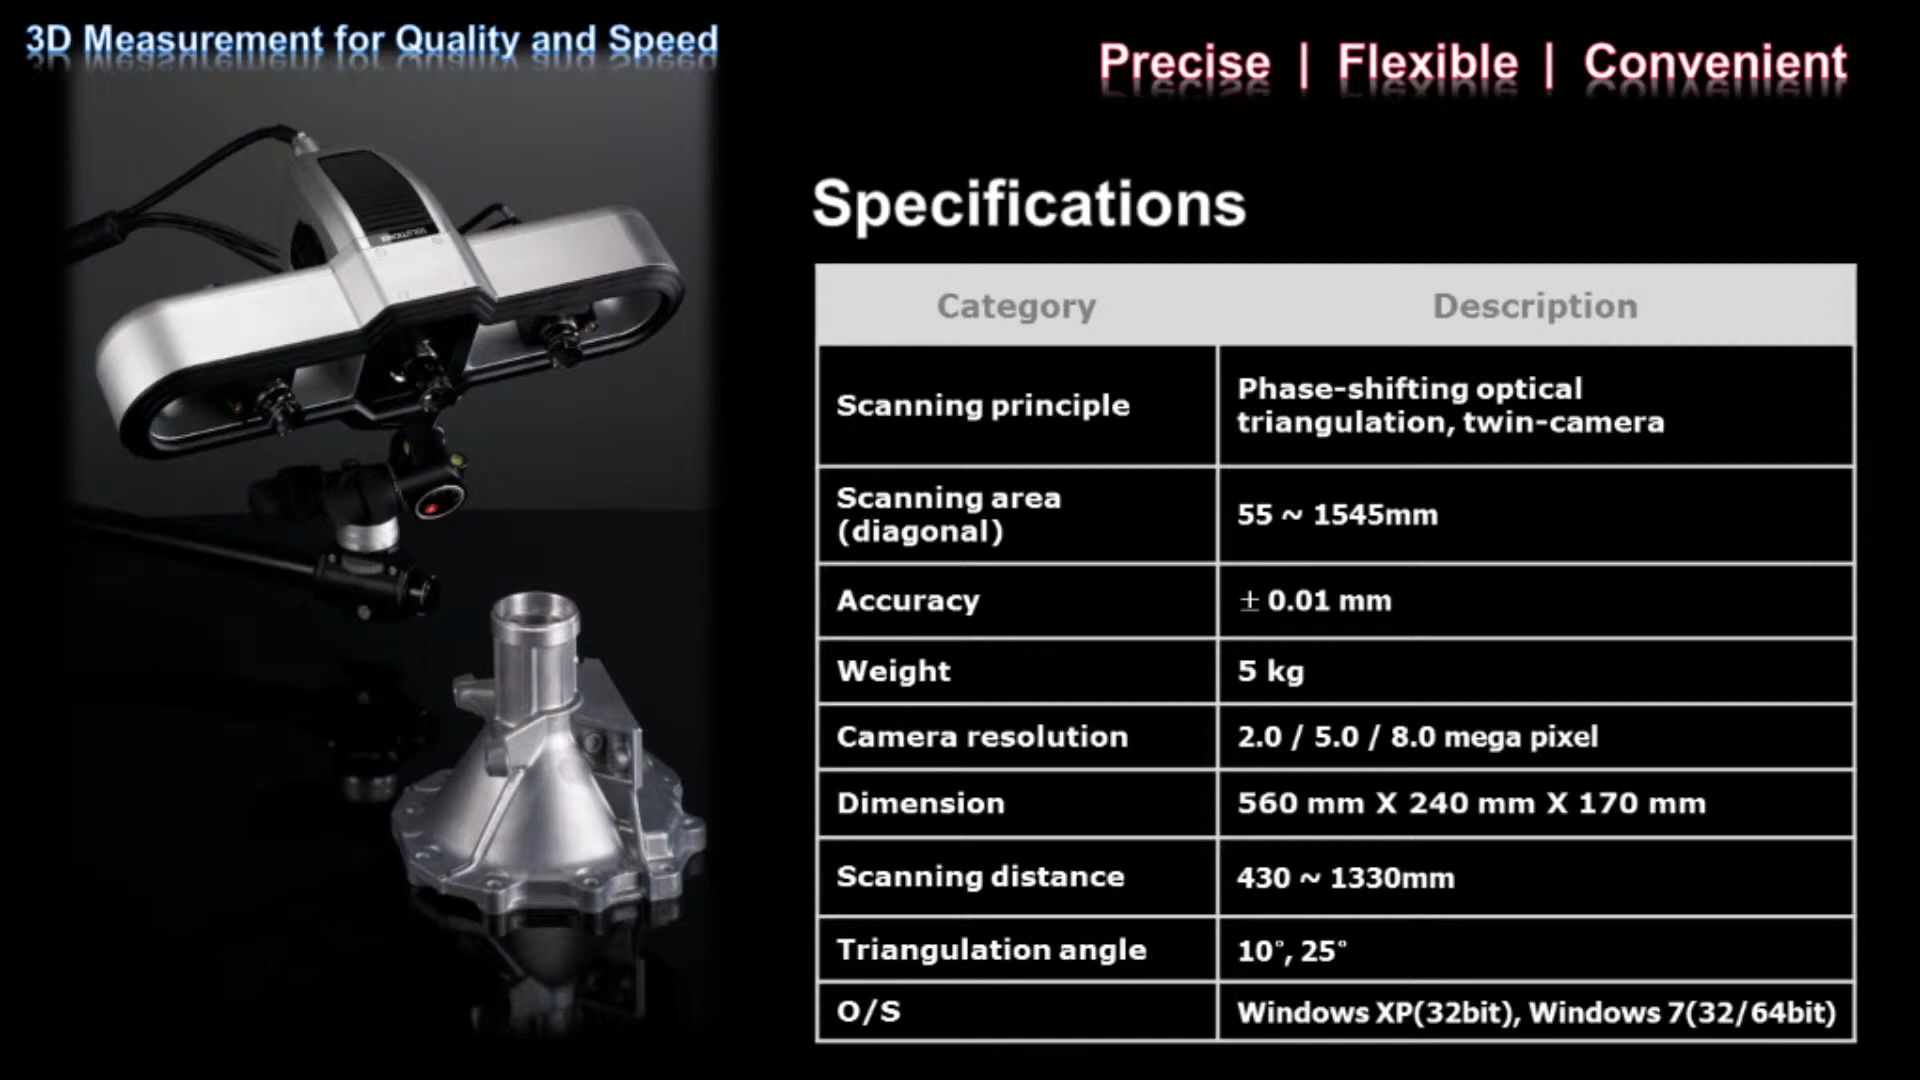 3D Measurement for Quality and Speed
Precise | Flexible | Convenient
Specifications
Category Description
Scanning principle
Phase-shifting optical
triangulation, twin-camera
Scanning area
(diagonal)
55 ~ 1545mm
Accuracy ± 0.01 mm
Weight 5 kg
Camera resolution 2.0 / 5.0 / 8.0 mega pixel
Dimension 560 mm X 240 mm X 170 mm
Scanning distance 430 ~ 1330mm
Triangulation angle 10°, 25°
O/S Windows XP(32bit), Windows 7(32/64bit)